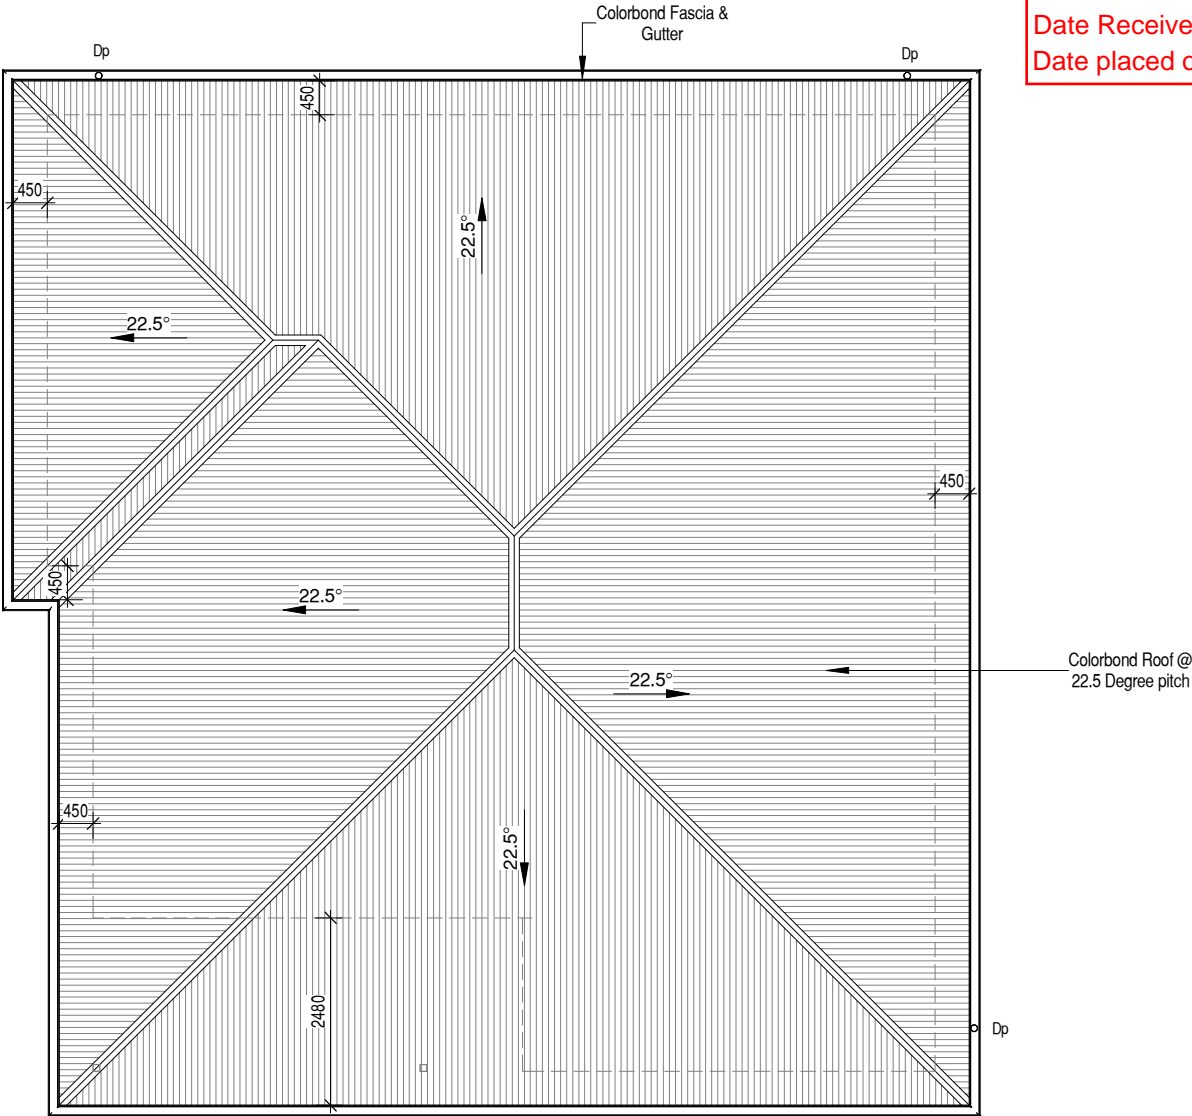 Colorbond Fascia &
Gutter
Date Receive
Date placed o
Dp
Dp
450
450
22.5°
22.5°
450
450
22.5°
Colorbond Roof @
22.5 Degree pitch
22.5°
450
22.5°
2480
Dp